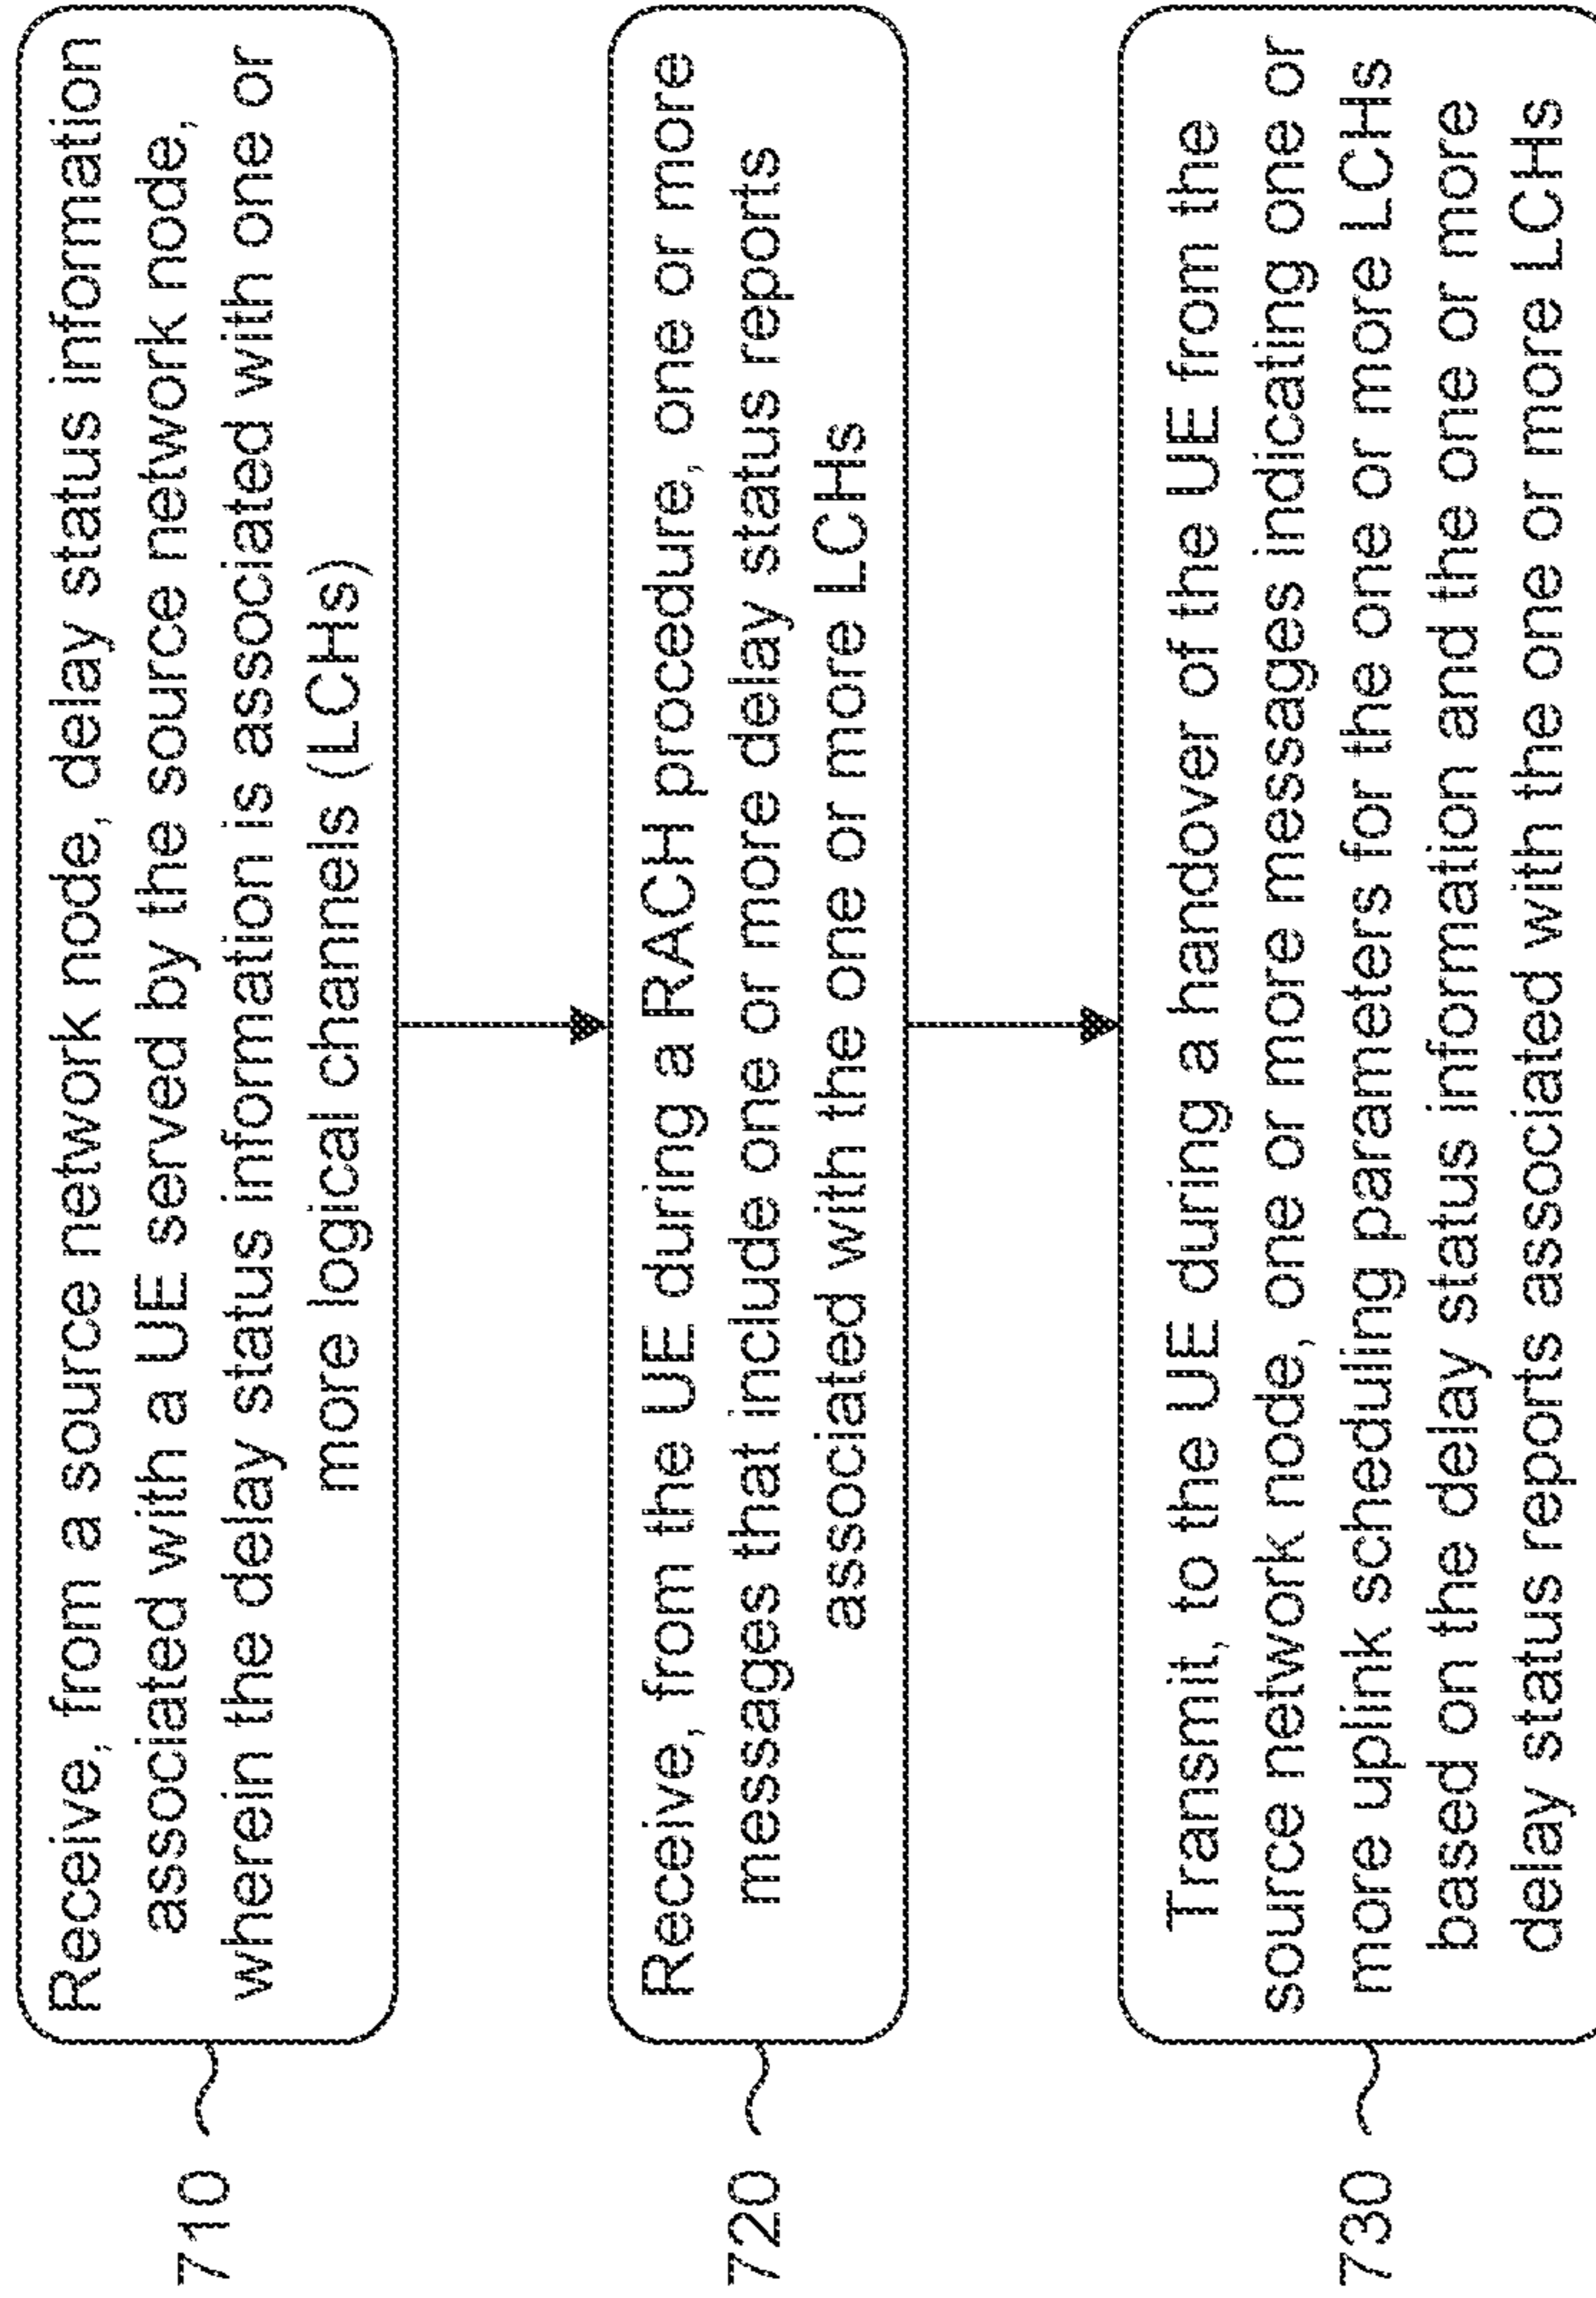 710
Receive, from a source network node, delay status information
associated with a UE served by the source network node,
wherein the delay status information is associated with one or
more logical channels (LCHs)
720
Receive, from the UE during a RACH procedure, one or more
messages that include one or more delay status reports
associated with the one or more LCHs
730
Transmit, to the UE during a handover of the UE from the
source network node, one or more messages indicating one or
more uplink scheduling parameters for the one or more LCHs
based on the delay status information and the one or more
delay status reports associated with the one or more LCHs